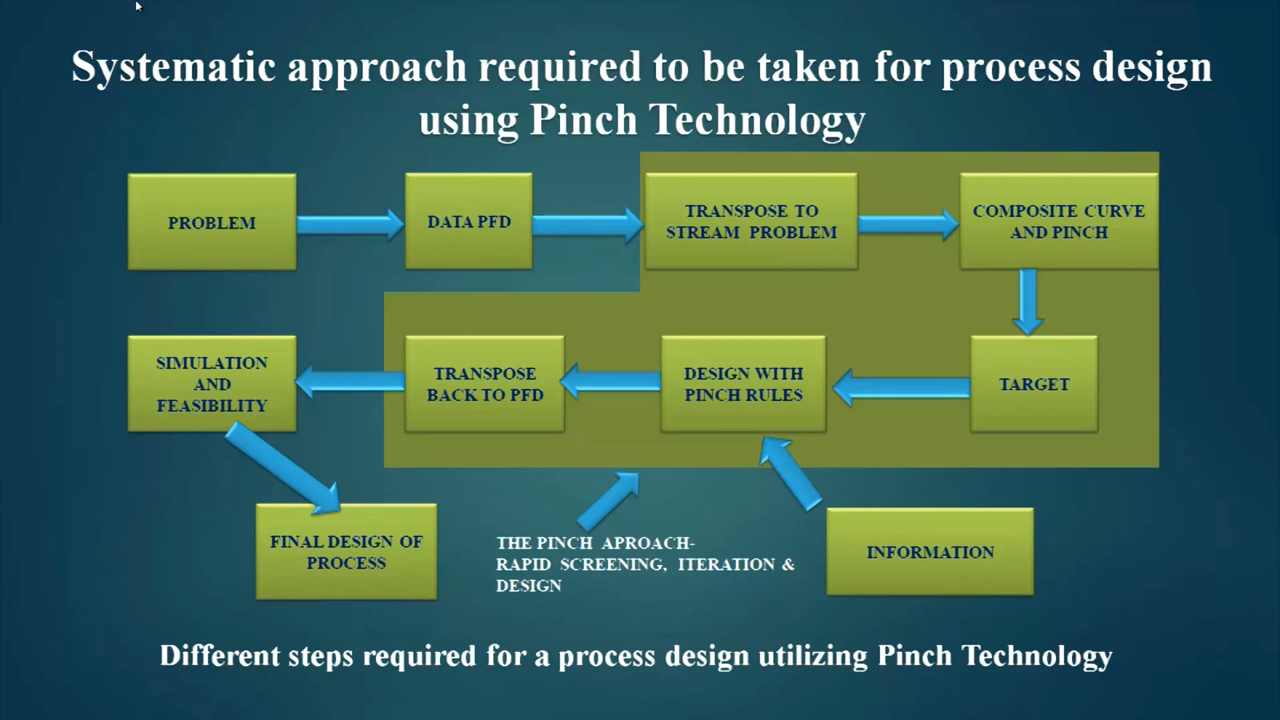 Systematic approach required to be taken for process design
using Pinch Technology
PROBLEM
DATA PFD
TRANSPOSE TO
STREAM PROBLEM
COMPOSITE CURVE
AND PINCH
SIMULATION
AND
FEASIBILITY
TRANSPOSE
BACK TO PFD
DESIGN WITH
PINCH RULES
TARGET
FINAL DESIGN OF
PROCESS
THE PINCH APROACH-
RAPID SCREENING, ITERATION &
DESIGN
INFORMATION
Different steps required for a process design utilizing Pinch Technology